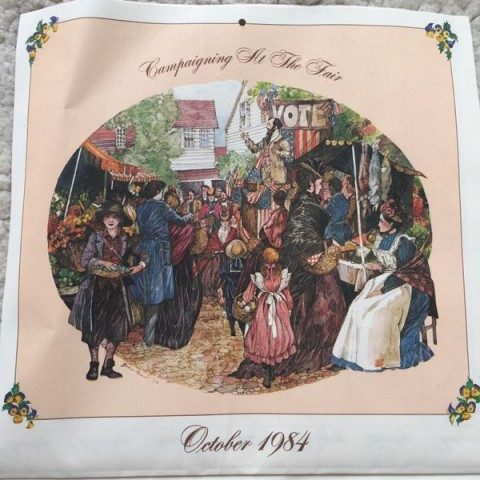 Campaigning At The Fair
VOTE
October 1984